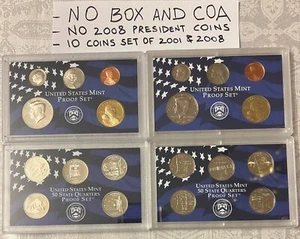 - NO BOX AND COA
- NO 2008 PRESIDENT COINS
10 COINS SET OF 2001 & 2008
UNITED STATES MINT
PROOF SET
UNITED STATES MINT
PROOF SET
UNITED STATES MINT
50 STATE QUARTERS
PROOF SET
UNITED STATES MINT
50 STATE QUARTERS
PROOF SET